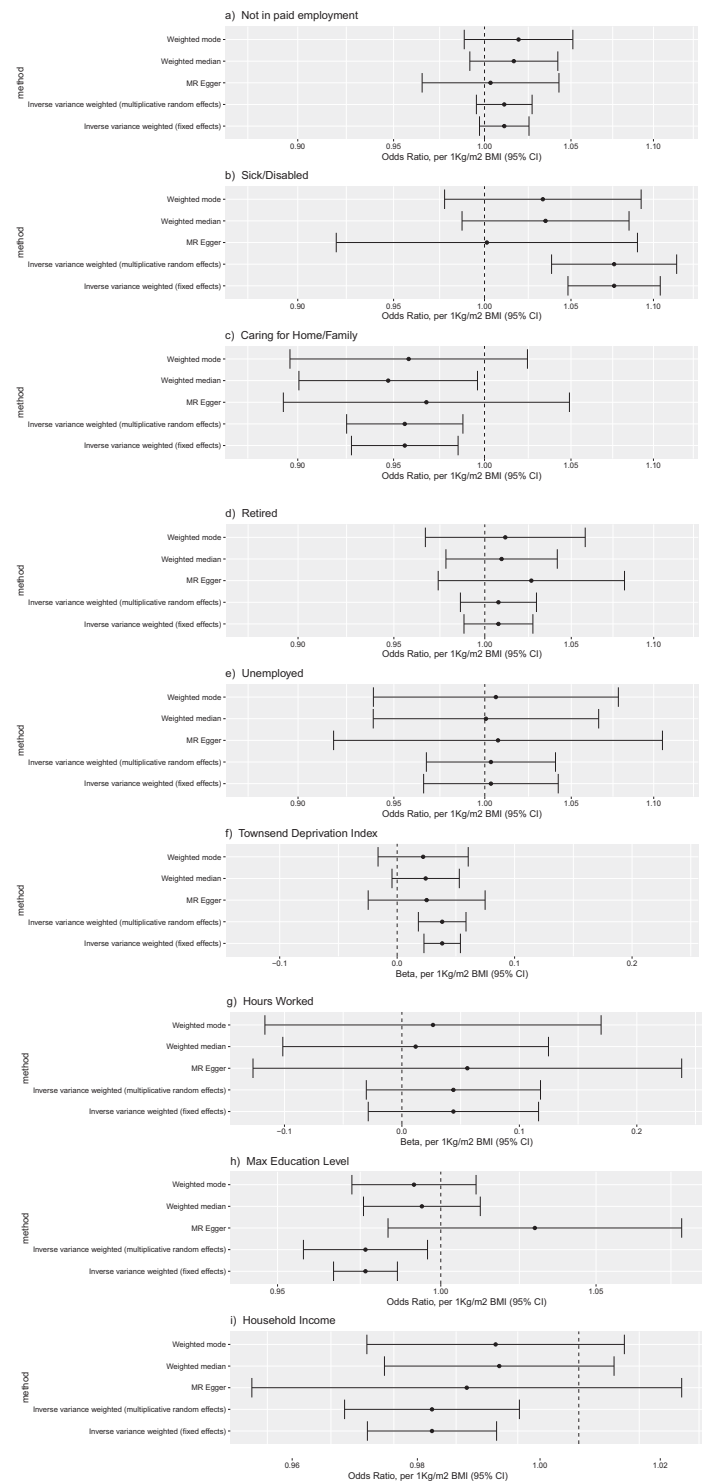 a) Not in paid employment
method
Weighted mode
Weighted median
MR Egger
Inverse variance weighted (multiplicative random effects)
Inverse variance weighted (fixed effects)
0.90 0.95 1.00 1.05 1.10
Odds Ratio, per 1Kg/m2 BMI (95% CI)
b) Sick/Disabled
method
Weighted mode
Weighted median
MR Egger
Inverse variance weighted (multiplicative random effects)
Inverse variance weighted (fixed effects)
0.90 0.95 1.00 1.05 1.10
Odds Ratio, per 1Kg/m2 BMI (95% CI)
c) Caring for Home/Family
method
Weighted mode
Weighted median
MR Egger
Inverse variance weighted (multiplicative random effects)
Inverse variance weighted (fixed effects)
0.90 0.95 1.00 1.05 1.10
Odds Ratio, per 1Kg/m2 BMI (95% CI)
d) Retired
method
Weighted mode
Weighted median
MR Egger
Inverse variance weighted (multiplicative random effects)
Inverse variance weighted (fixed effects)
0.90 0.95 1.00 1.05 1.10
Odds Ratio, per 1Kg/m2 BMI (95% CI)
e) Unemployed
method
Weighted mode
Weighted median
MR Egger
Inverse variance weighted (multiplicative random effects)
Inverse variance weighted (fixed effects)
0.90 0.95 1.00 1.05 1.10
Odds Ratio, per 1Kg/m2 BMI (95% CI)
f) Townsend Deprivation Index
method
Weighted mode
Weighted median
MR Egger
Inverse variance weighted (multiplicative random effects)
Inverse variance weighted (fixed effects)
−0.1 0.0 0.1 0.2
Beta, per 1Kg/m2 BMI (95% CI)
g) Hours Worked
method
Weighted mode
Weighted median
MR Egger
Inverse variance weighted (multiplicative random effects)
Inverse variance weighted (fixed effects)
−0.1 0.0 0.1 0.2
Beta, per 1Kg/m2 BMI (95% CI)
h) Max Education Level
method
Weighted mode
Weighted median
MR Egger
Inverse variance weighted (multiplicative random effects)
Inverse variance weighted (fixed effects)
0.95 1.00 1.05
Odds Ratio, per 1Kg/m2 BMI (95% CI)
i) Household Income
method
Weighted mode
Weighted median
MR Egger
Inverse variance weighted (multiplicative random effects)
Inverse variance weighted (fixed effects)
0.96 0.98 1.00 1.02
Odds Ratio, per 1Kg/m2 BMI (95% CI)